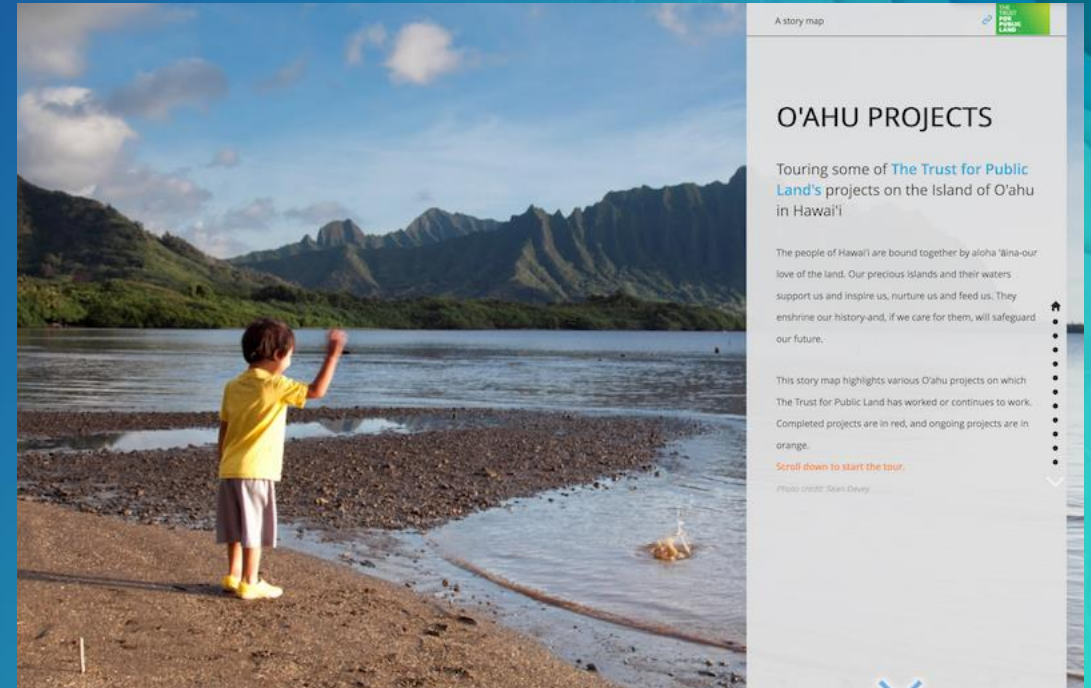 A story map
THE
TRUST
FOR
PUBLIC
LAND
O'AHU PROJECTS
Touring some of The Trust for Public
Land's projects on the Island of O'ahu
in Hawai'i
The people of Hawai'i are bound together by aloha 'āina-our
love of the land. Our precious islands and their waters
support us and inspire us, nurture us and feed us. They
enshrine our history-and, if we care for them, will safeguard
our future.
This story map highlights various O'ahu projects on which
The Trust for Public Land has worked or continues to work.
Completed projects are in red, and ongoing projects are in
orange.
Scroll down to start the tour.
Photo credit: Sean Davey